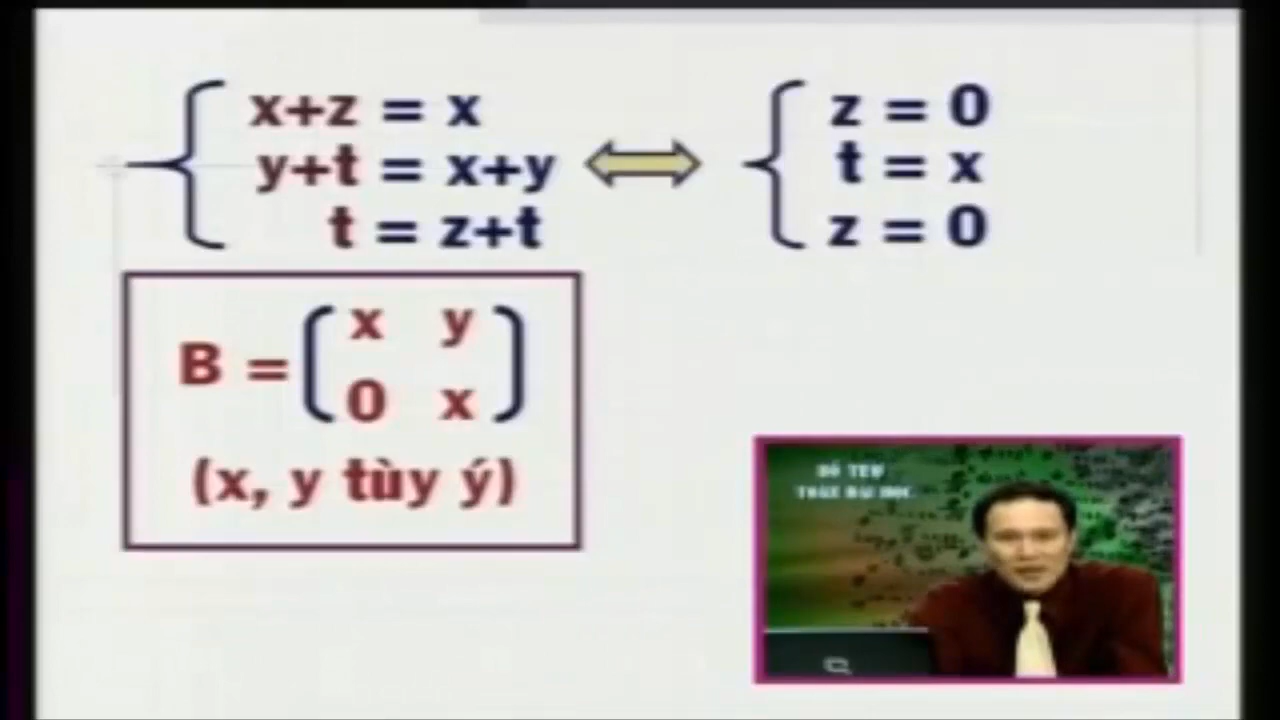 x+z = x
y+t = x+y
t = z+t
z = 0
t = x
z = 0
B =
x y
0 x
(x, y tùy ý)